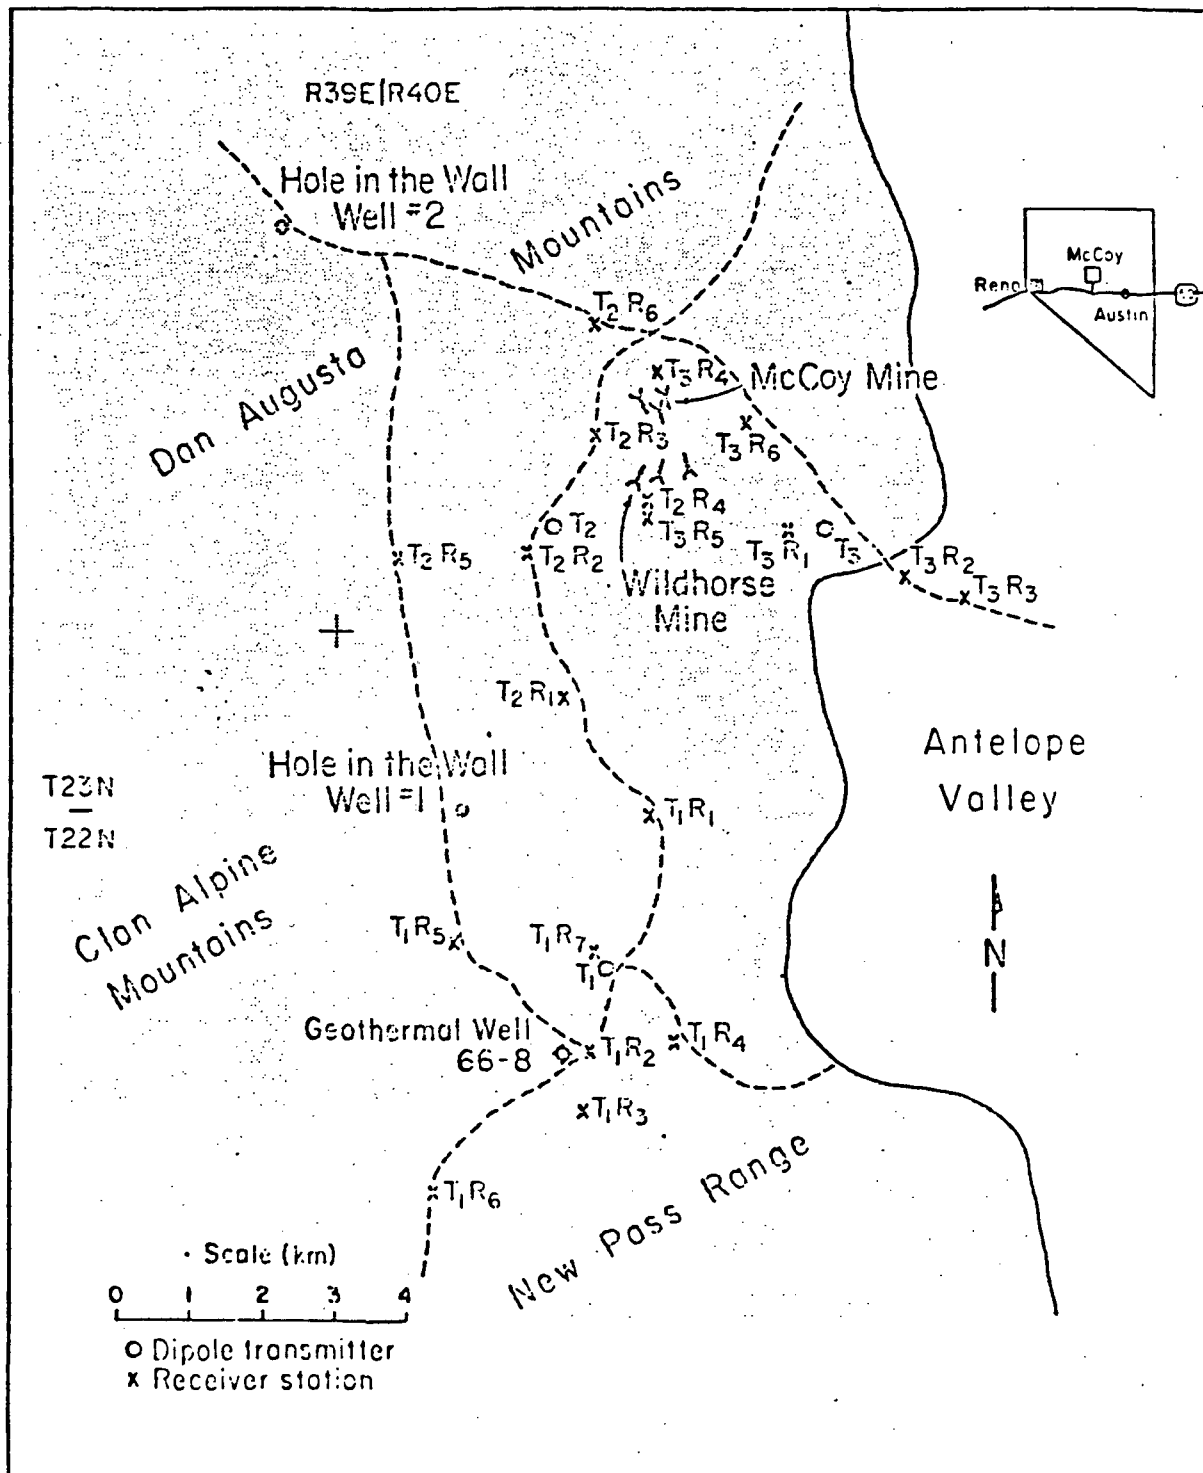 R39E|R40E
Hole in the Wall
Well #2
Mountains
McCoy
Reno
Austin
T2 R6
Dan Augusta
T3 R4
McCoy Mine
T2 R3
T3 R6
T2 R4
T3 R5
T2
T2 R2
T2 R5
T3 R1
T3
T3 R2
T3 R3
Wildhorse
Mine
T2 R1
Hole in the Wall
Well #1
T23N
T22N
T1 R1
Antelope
Valley
Clan Alpine
Mountains
T1 R5
T1 R7
T1
N
Geothermal Well
66-8
T1 R2
T1 R4
T1 R3
T1 R6
New Pass Range
Scale (km)
0 1 2 3 4
O Dipole transmitter
x Receiver station